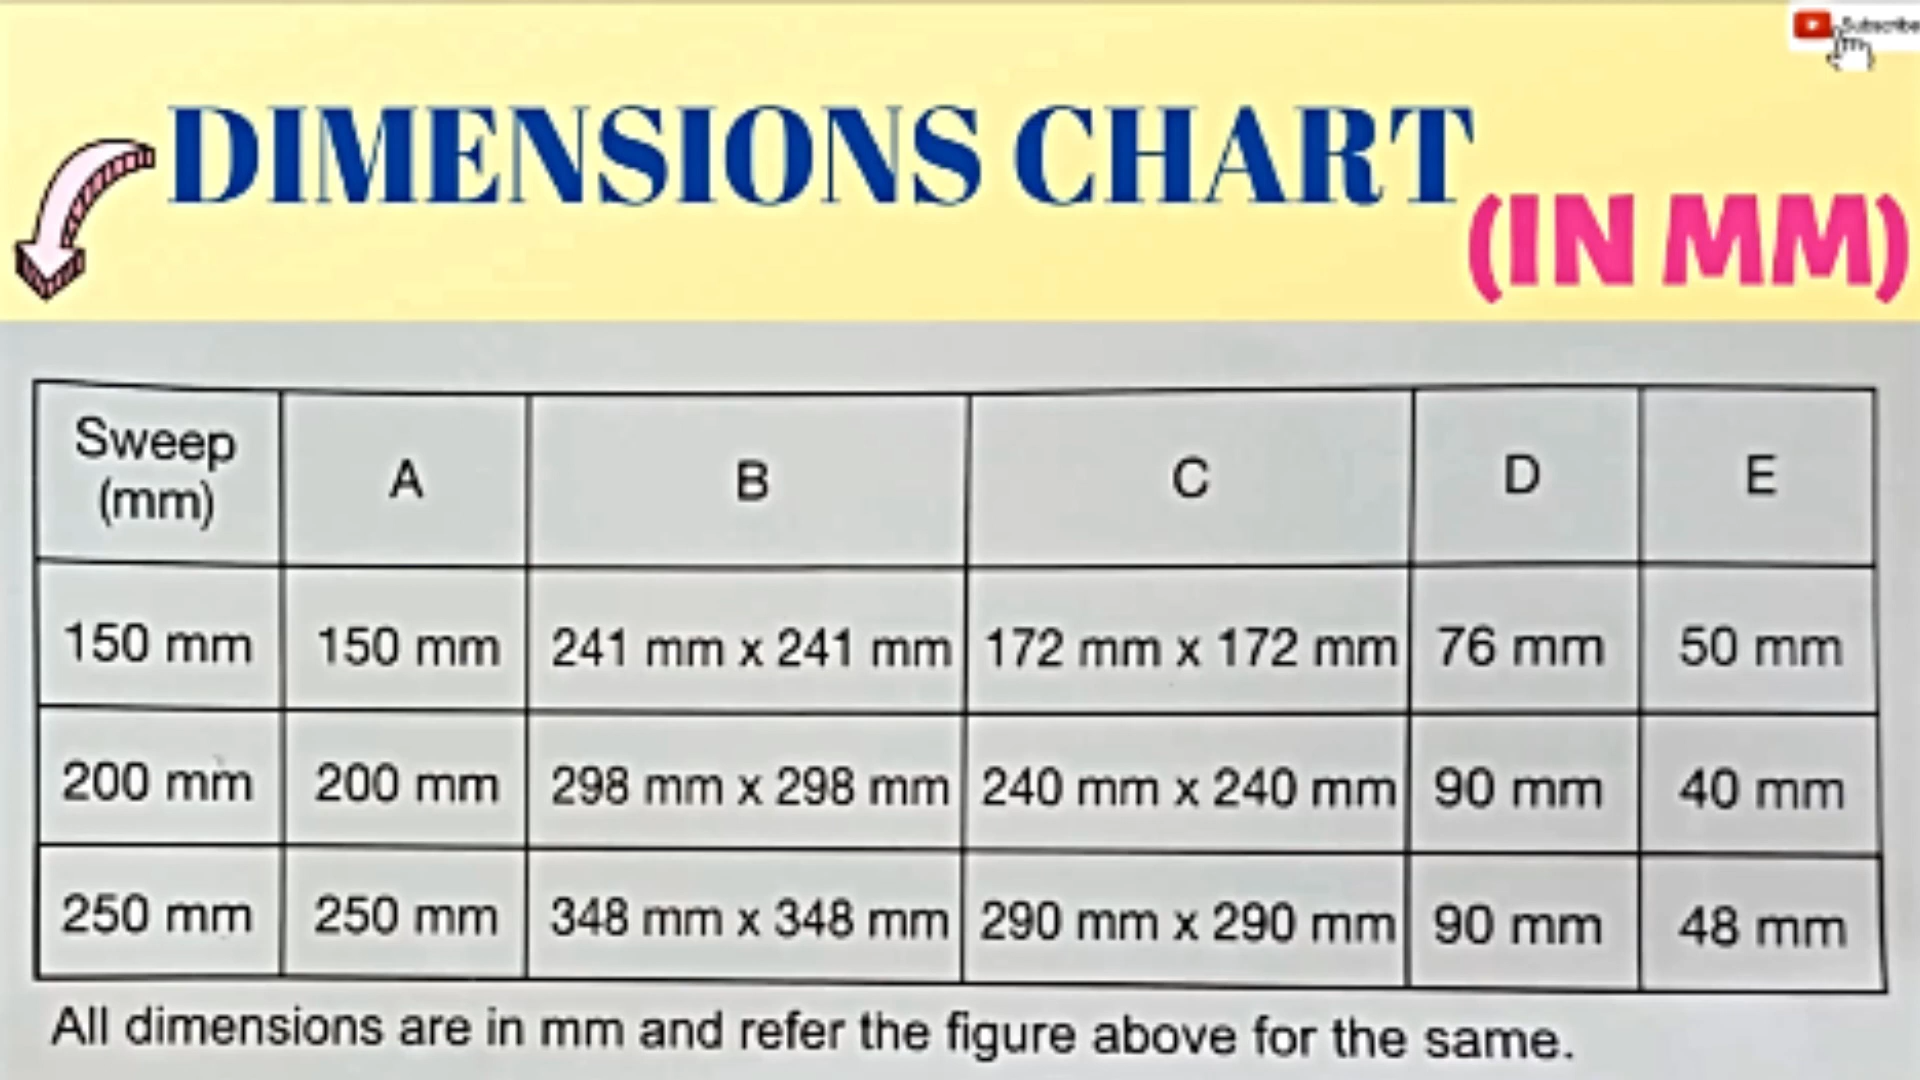 Subscribe
DIMENSIONS CHART
(IN MM)
Sweep (mm) A B C D E
150 mm 150 mm 241 mm x 241 mm 172 mm x 172 mm 76 mm 50 mm
200 mm 200 mm 298 mm x 298 mm 240 mm x 240 mm 90 mm 40 mm
250 mm 250 mm 348 mm x 348 mm 290 mm x 290 mm 90 mm 48 mm
All dimensions are in mm and refer the figure above for the same.